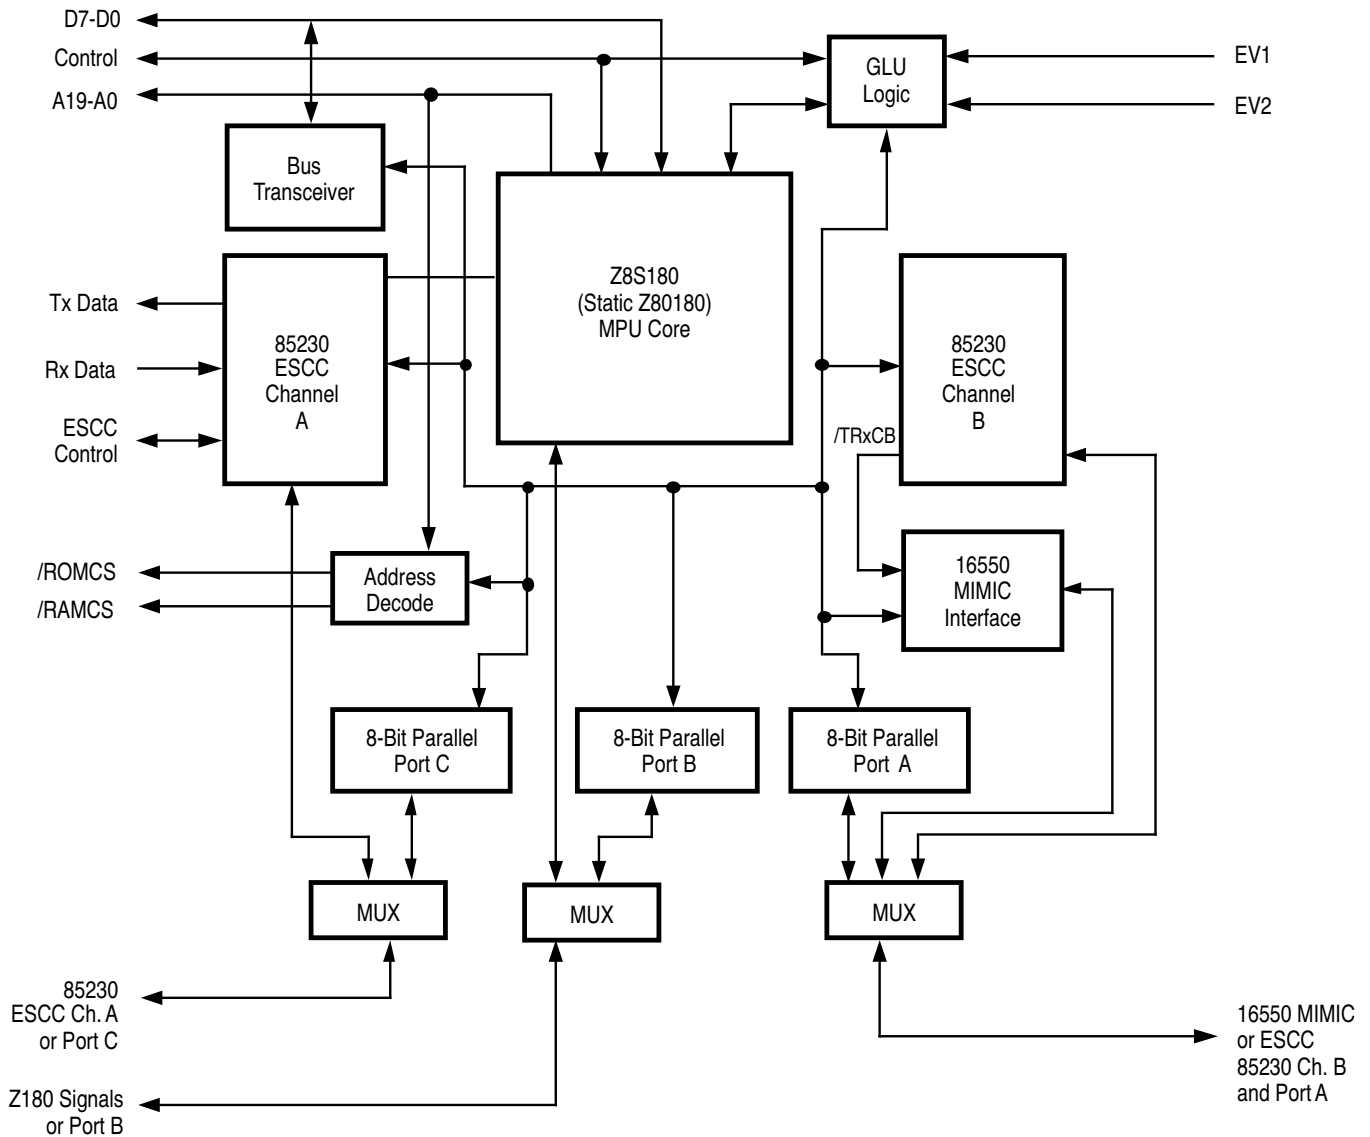 D7-D0
Control
A19-A0
GLU
Logic
EV1
EV2
Bus
Transceiver
Z8S180
(Static Z80180)
MPU Core
Tx Data
Rx Data
ESCC
Control
85230
ESCC
Channel
A
85230
ESCC
Channel
B
/TRxCB
/ROMCS
/RAMCS
Address
Decode
16550
MIMIC
Interface
8-Bit Parallel
Port C
8-Bit Parallel
Port B
8-Bit Parallel
Port A
MUX
MUX
MUX
85230
ESCC Ch. A
or Port C
16550 MIMIC
or ESCC
85230 Ch. B
and Port A
Z180 Signals
or Port B